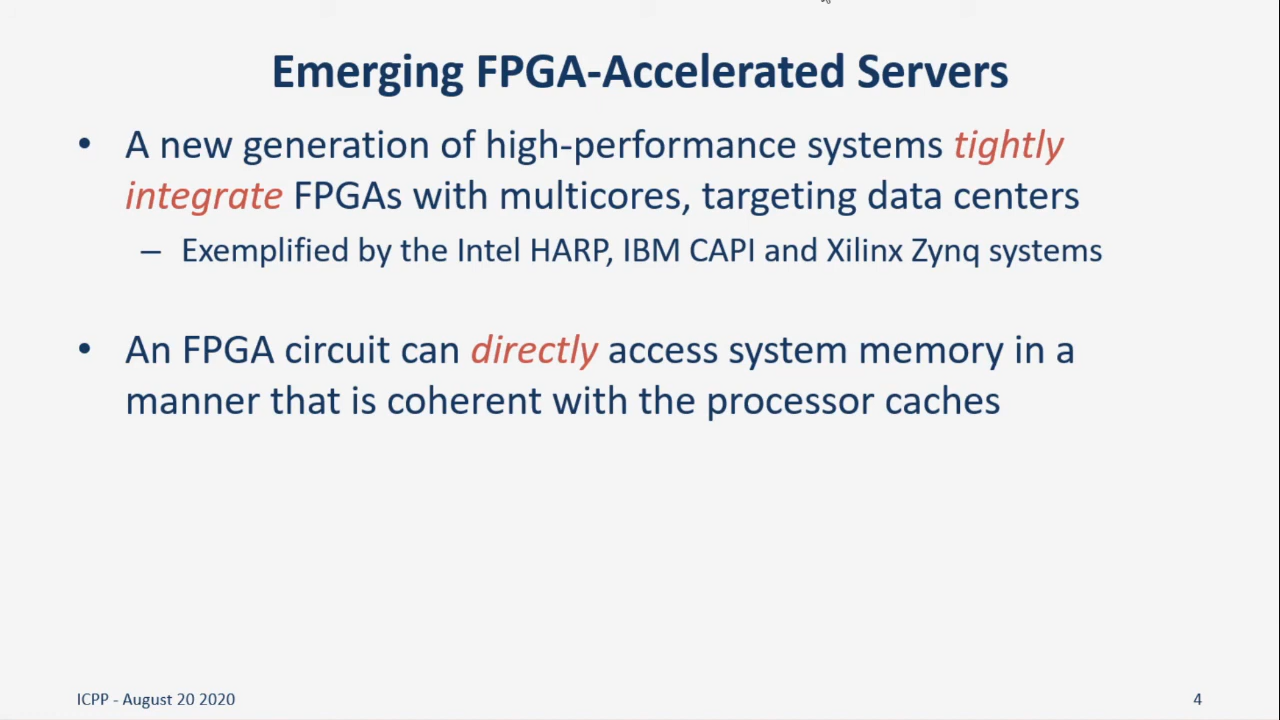 Emerging FPGA-Accelerated Servers
• A new generation of high-performance systems tightly
integrate FPGAs with multicores, targeting data centers
– Exemplified by the Intel HARP, IBM CAPI and Xilinx Zynq systems
• An FPGA circuit can directly access system memory in a
manner that is coherent with the processor caches
ICPP - August 20 2020
4